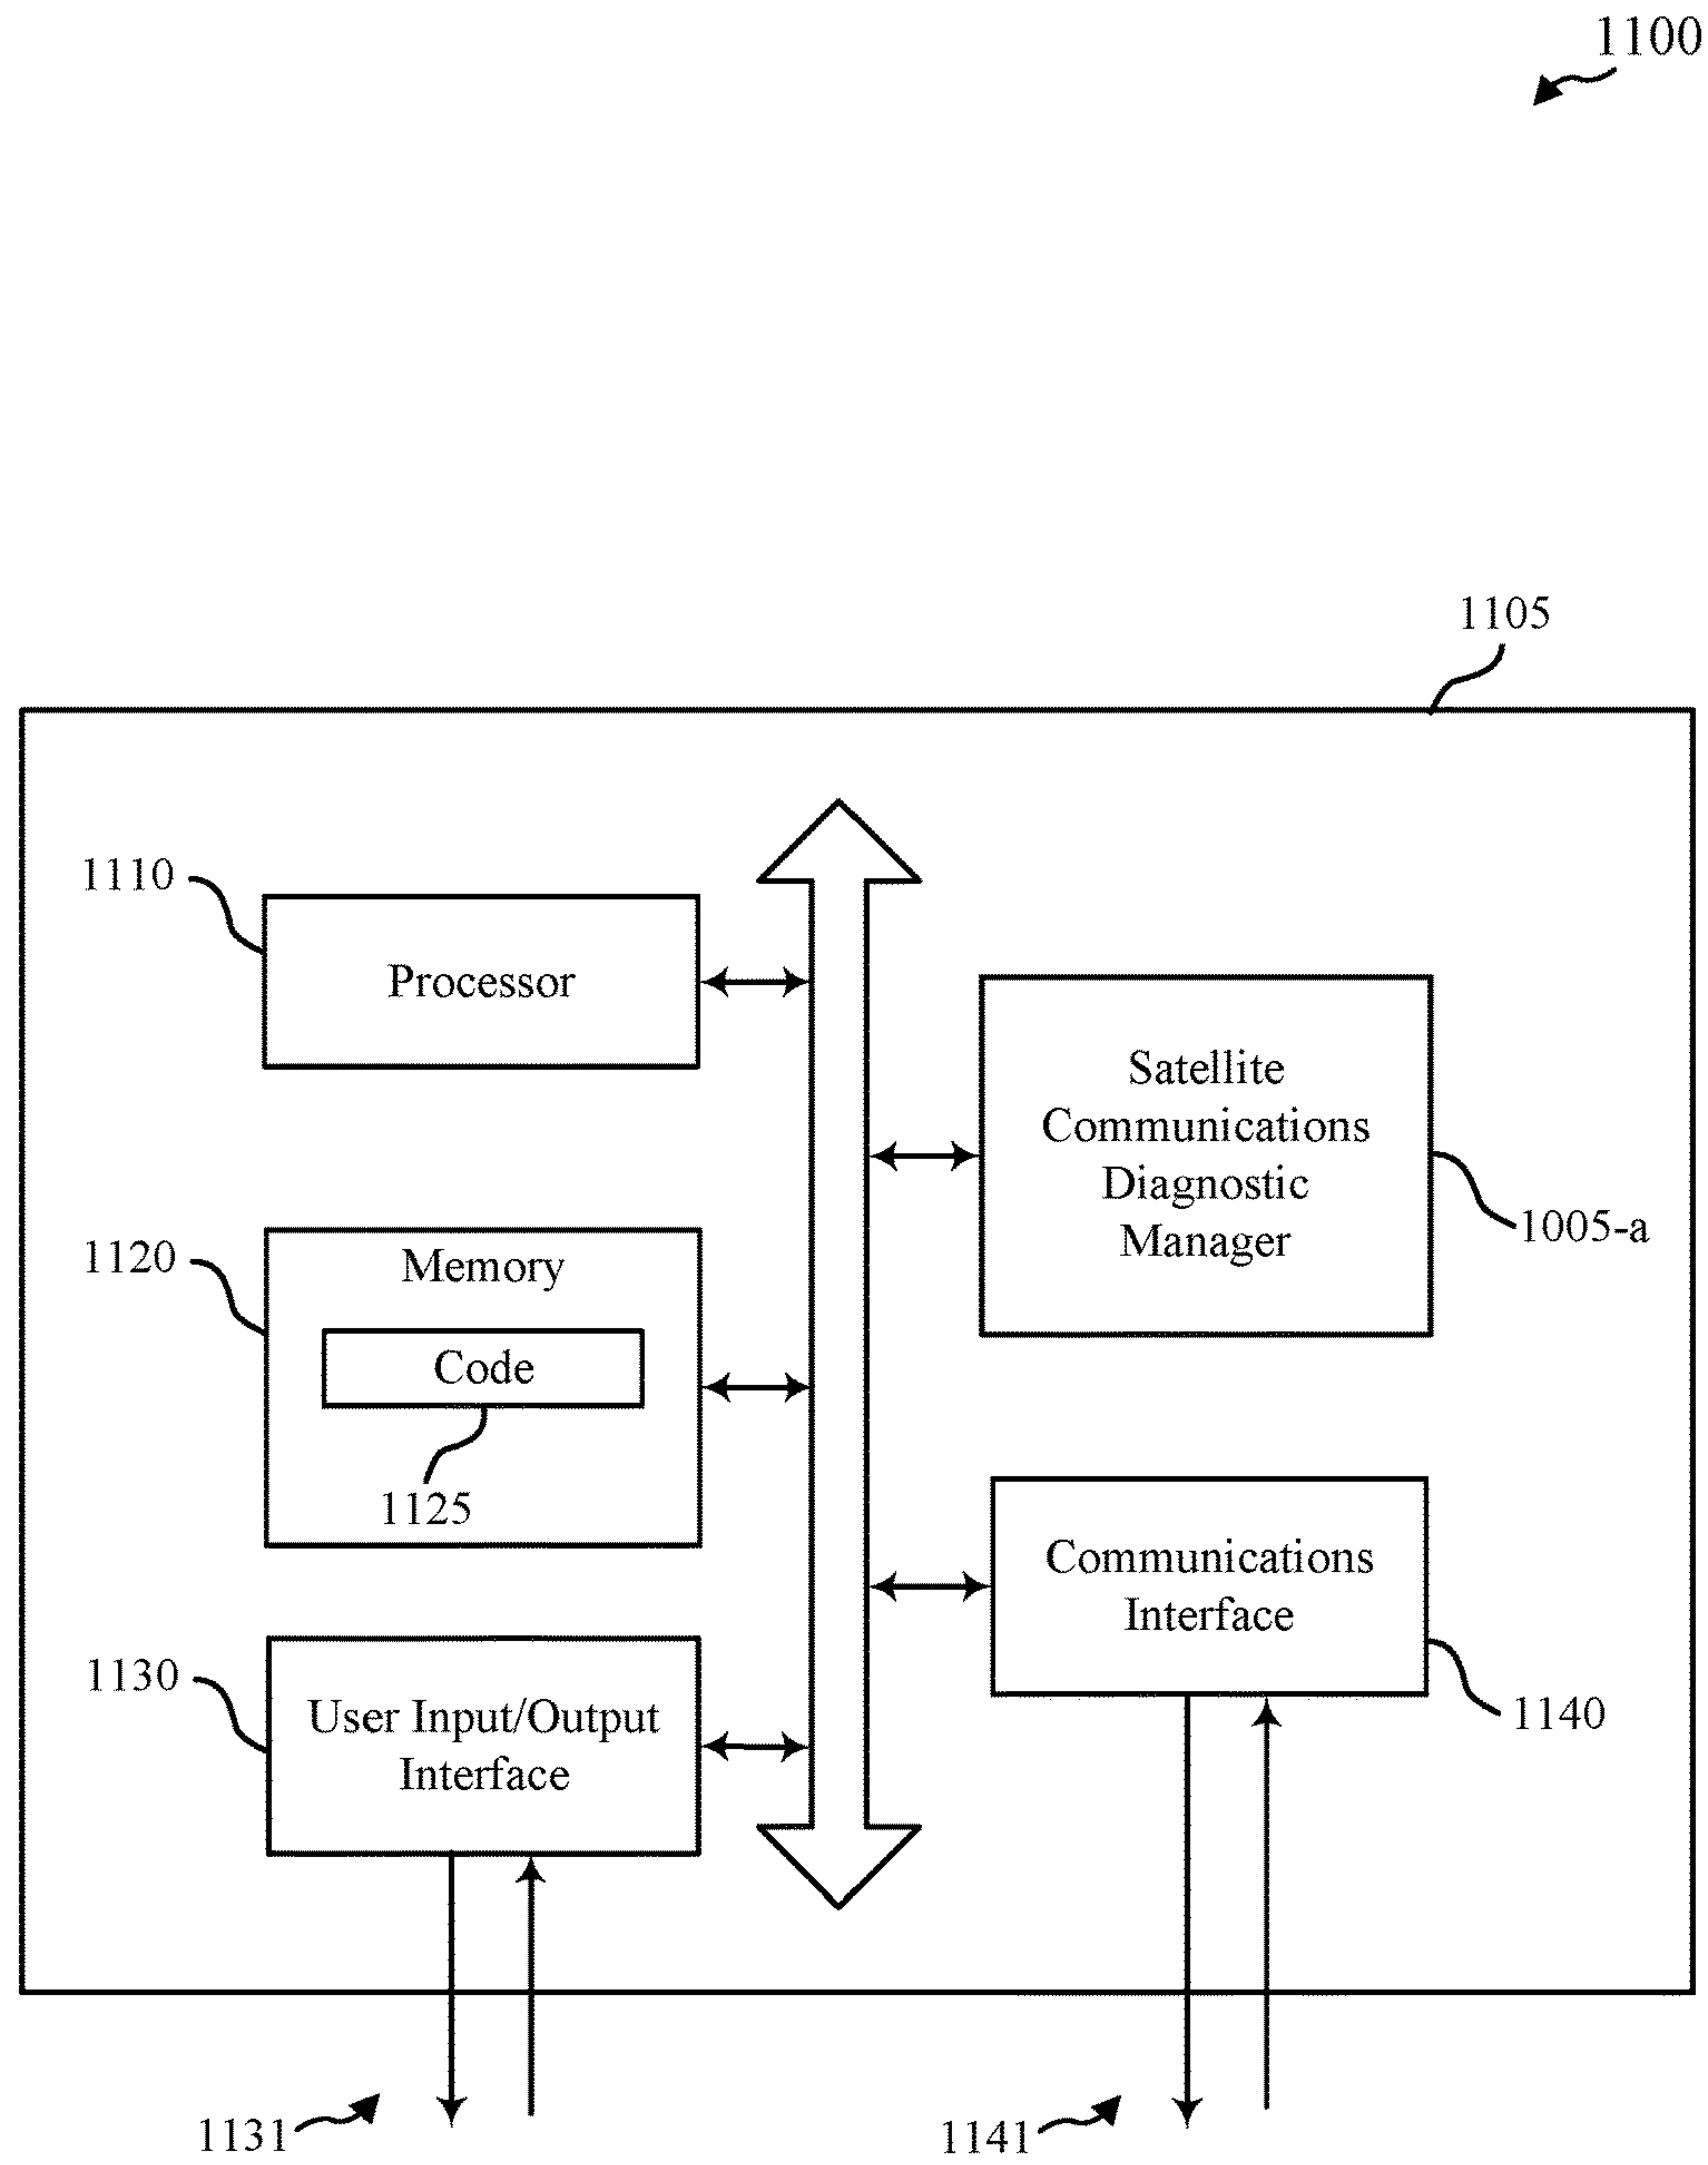 1100
1105
1110
Processor
Satellite
Communications
Diagnostic
Manager
1005-a
1120
Memory
Code
1125
Communications
Interface
1140
1130
User Input/Output
Interface
1131
1141